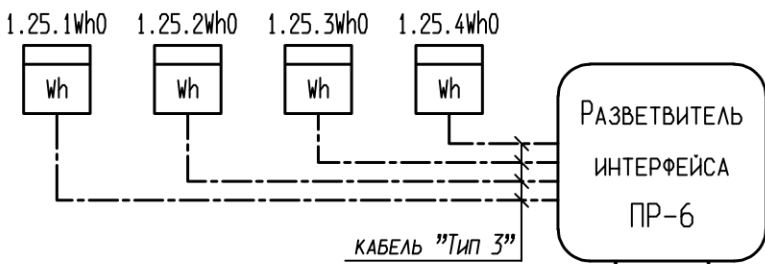 1.25.1Wh0 1.25.2Wh0 1.25.3Wh0 1.25.4Wh0
Wh Wh Wh Wh
Разветвитель
интерфейса
ПР-6
кабель "Тип 3"